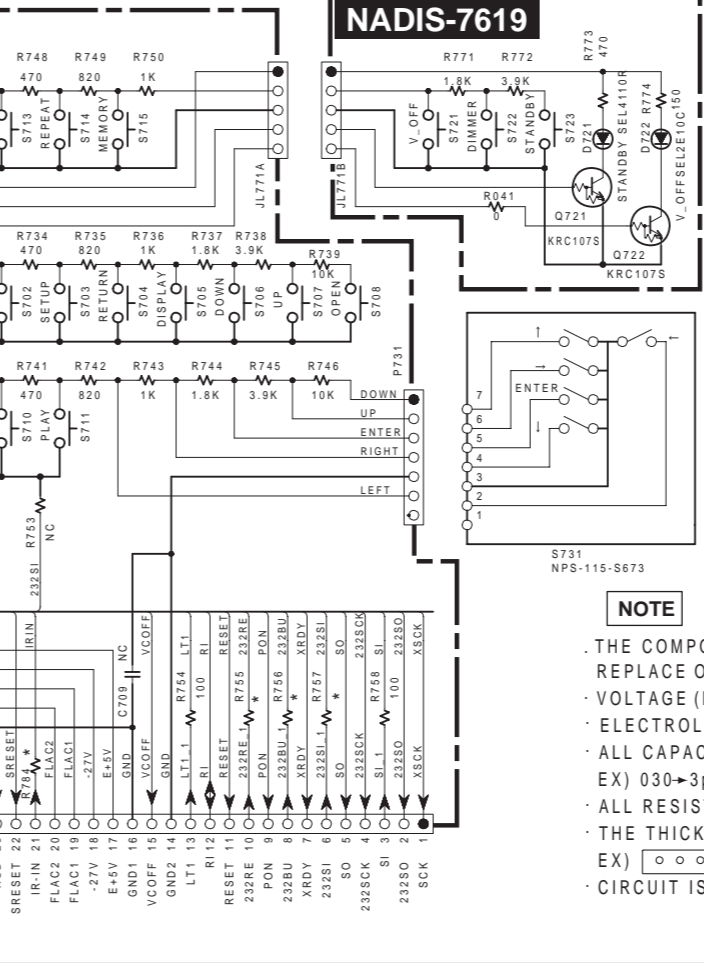 NADIS-7619
R748 R749 R750
470 820 1K
S713
REPEAT
S714
MEMORY
S715
JL771A
JL771B
R771 R772
1.8K 3.9K
V_OFF
S721
DIMMER
S722
STANDBY
S723
R773
470
D721
STANDBY SEL4110R
D722 R774
V_OFFSEL2E10C
150
R041
0
Q721
KRC107S
Q722
KRC107S
R734 R735 R736 R737 R738
470 820 1K 1.8K 3.9K
R739
10K
S702
SETUP
S703
RETURN
S704
DISPLAY
S705
DOWN
S706
UP
S707
OPEN
S708
R741 R742 R743 R744 R745 R746
470 820 1K 1.8K 3.9K 10K
P731
DOWN
UP
ENTER
RIGHT
LEFT
S710
PLAY
S711
R753
NC
232SI
↑
←
→
ENTER
↓
7
6
5
4
3
2
1
S731
NPS-115-S673
NOTE
. THE COMPO
REPLACE O
· VOLTAGE (
· ELECTROL
· ALL CAPAC
EX) 030→3p
· ALL RESIS
· THE THICK
EX)
· CIRCUIT IS
IRIN
C709
NC
VCOFF
LT1
RI
RESET
232RE
PON
232BU
XRDY
232SI
SO
232SCK
SI
232SO
XSCK
R754
100
R755
*
R756
*
R757
*
R758
100
SRESET
R784
*
FLAC2
FLAC1
-27V
E+5V
GND
VCOFF
GND
LT1_1
RI
RESET
232RE_1
PON
232BU_1
XRDY
232SI_1
SO
232SCK
SI_1
232SO
XSCK
SRESET 22
IR-IN 21
FLAC2 20
FLAC1 19
-27V 18
E+5V 17
GND1 16
VCOFF 15
GND2 14
LT1 13
RI 12
RESET 11
232RE 10
PON 9
232BU 8
XRDY 7
232SI 6
SO 5
232SCK 4
SI 3
232SO 2
SCK 1